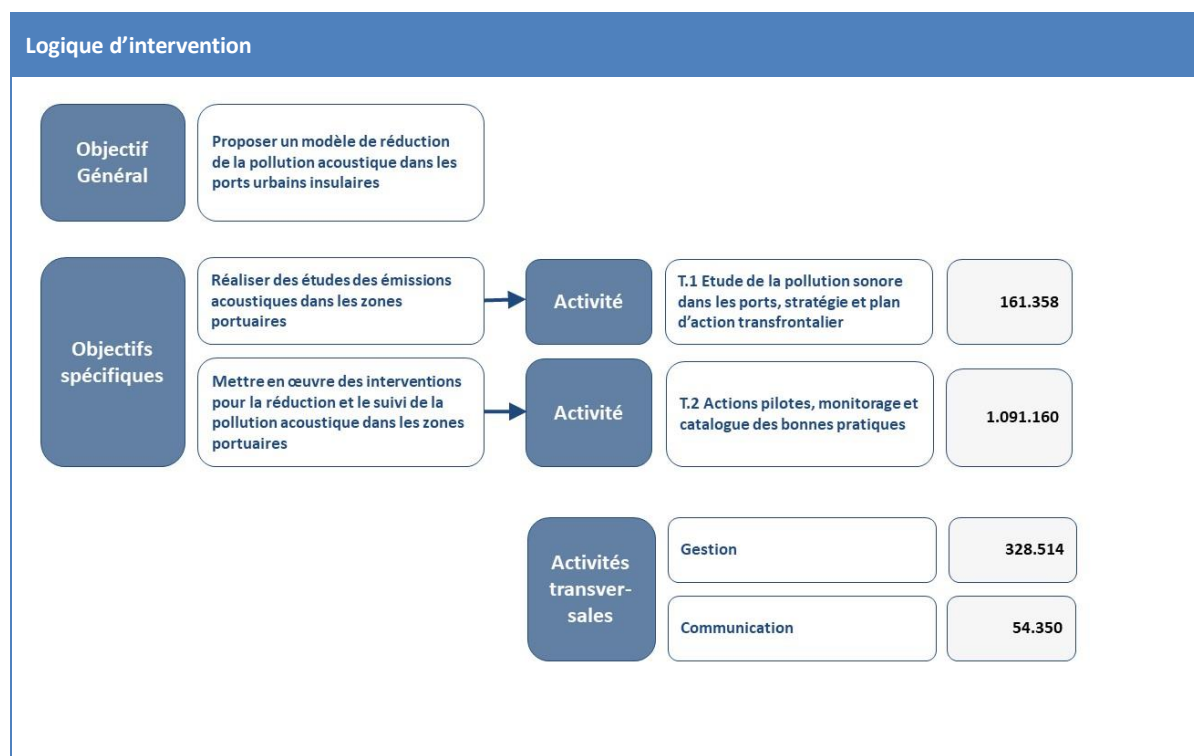 Logique d’intervention
Objectif
Général
Proposer un modèle de réduction
de la pollution acoustique dans les
ports urbains insulaires
Objectifs
spécifiques
Réaliser des études des émissions
acoustiques dans les zones
portuaires
Activité
T.1 Etude de la pollution sonore
dans les ports, stratégie et plan
d’action transfrontalier
161.358
Mettre en œuvre des interventions
pour la réduction et le suivi de la
pollution acoustique dans les zones
portuaires
Activité
T.2 Actions pilotes, monitorage et
catalogue des bonnes pratiques
1.091.160
Activités
transver-
sales
Gestion
328.514
Communication
54.350